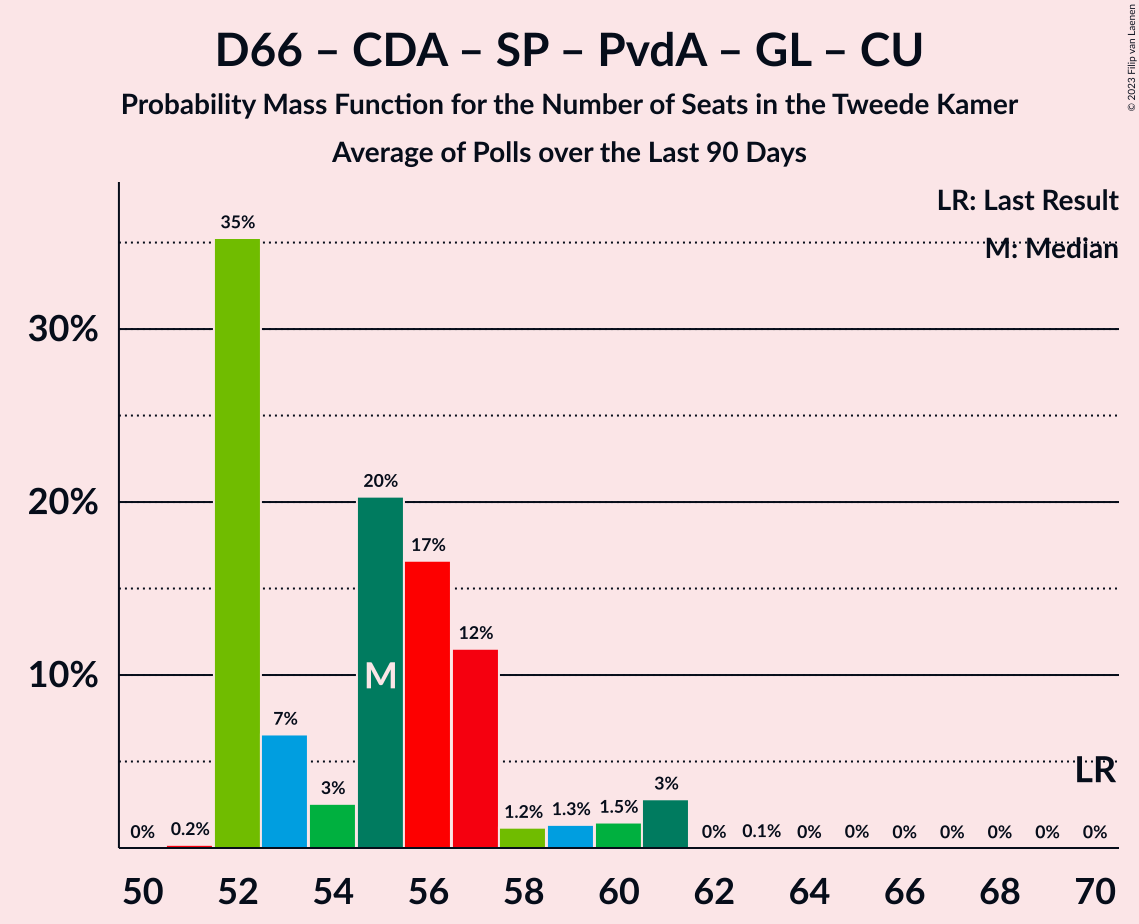 D66 – CDA – SP – PvdA – GL – CU
Probability Mass Function for the Number of Seats in the Tweede Kamer
Average of Polls over the Last 90 Days
© 2023 Filip van Laenen
LR: Last Result
M: Median
35%
30%
20%
20%
17%
12%
10%
M
7%
LR
3%
3%
0%
0.2%
1.2%
1.3%
1.5%
0%
0.1%
0%
0%
0%
0%
0%
0%
0%
50 52 54 56 58 60 62 64 66 68 70